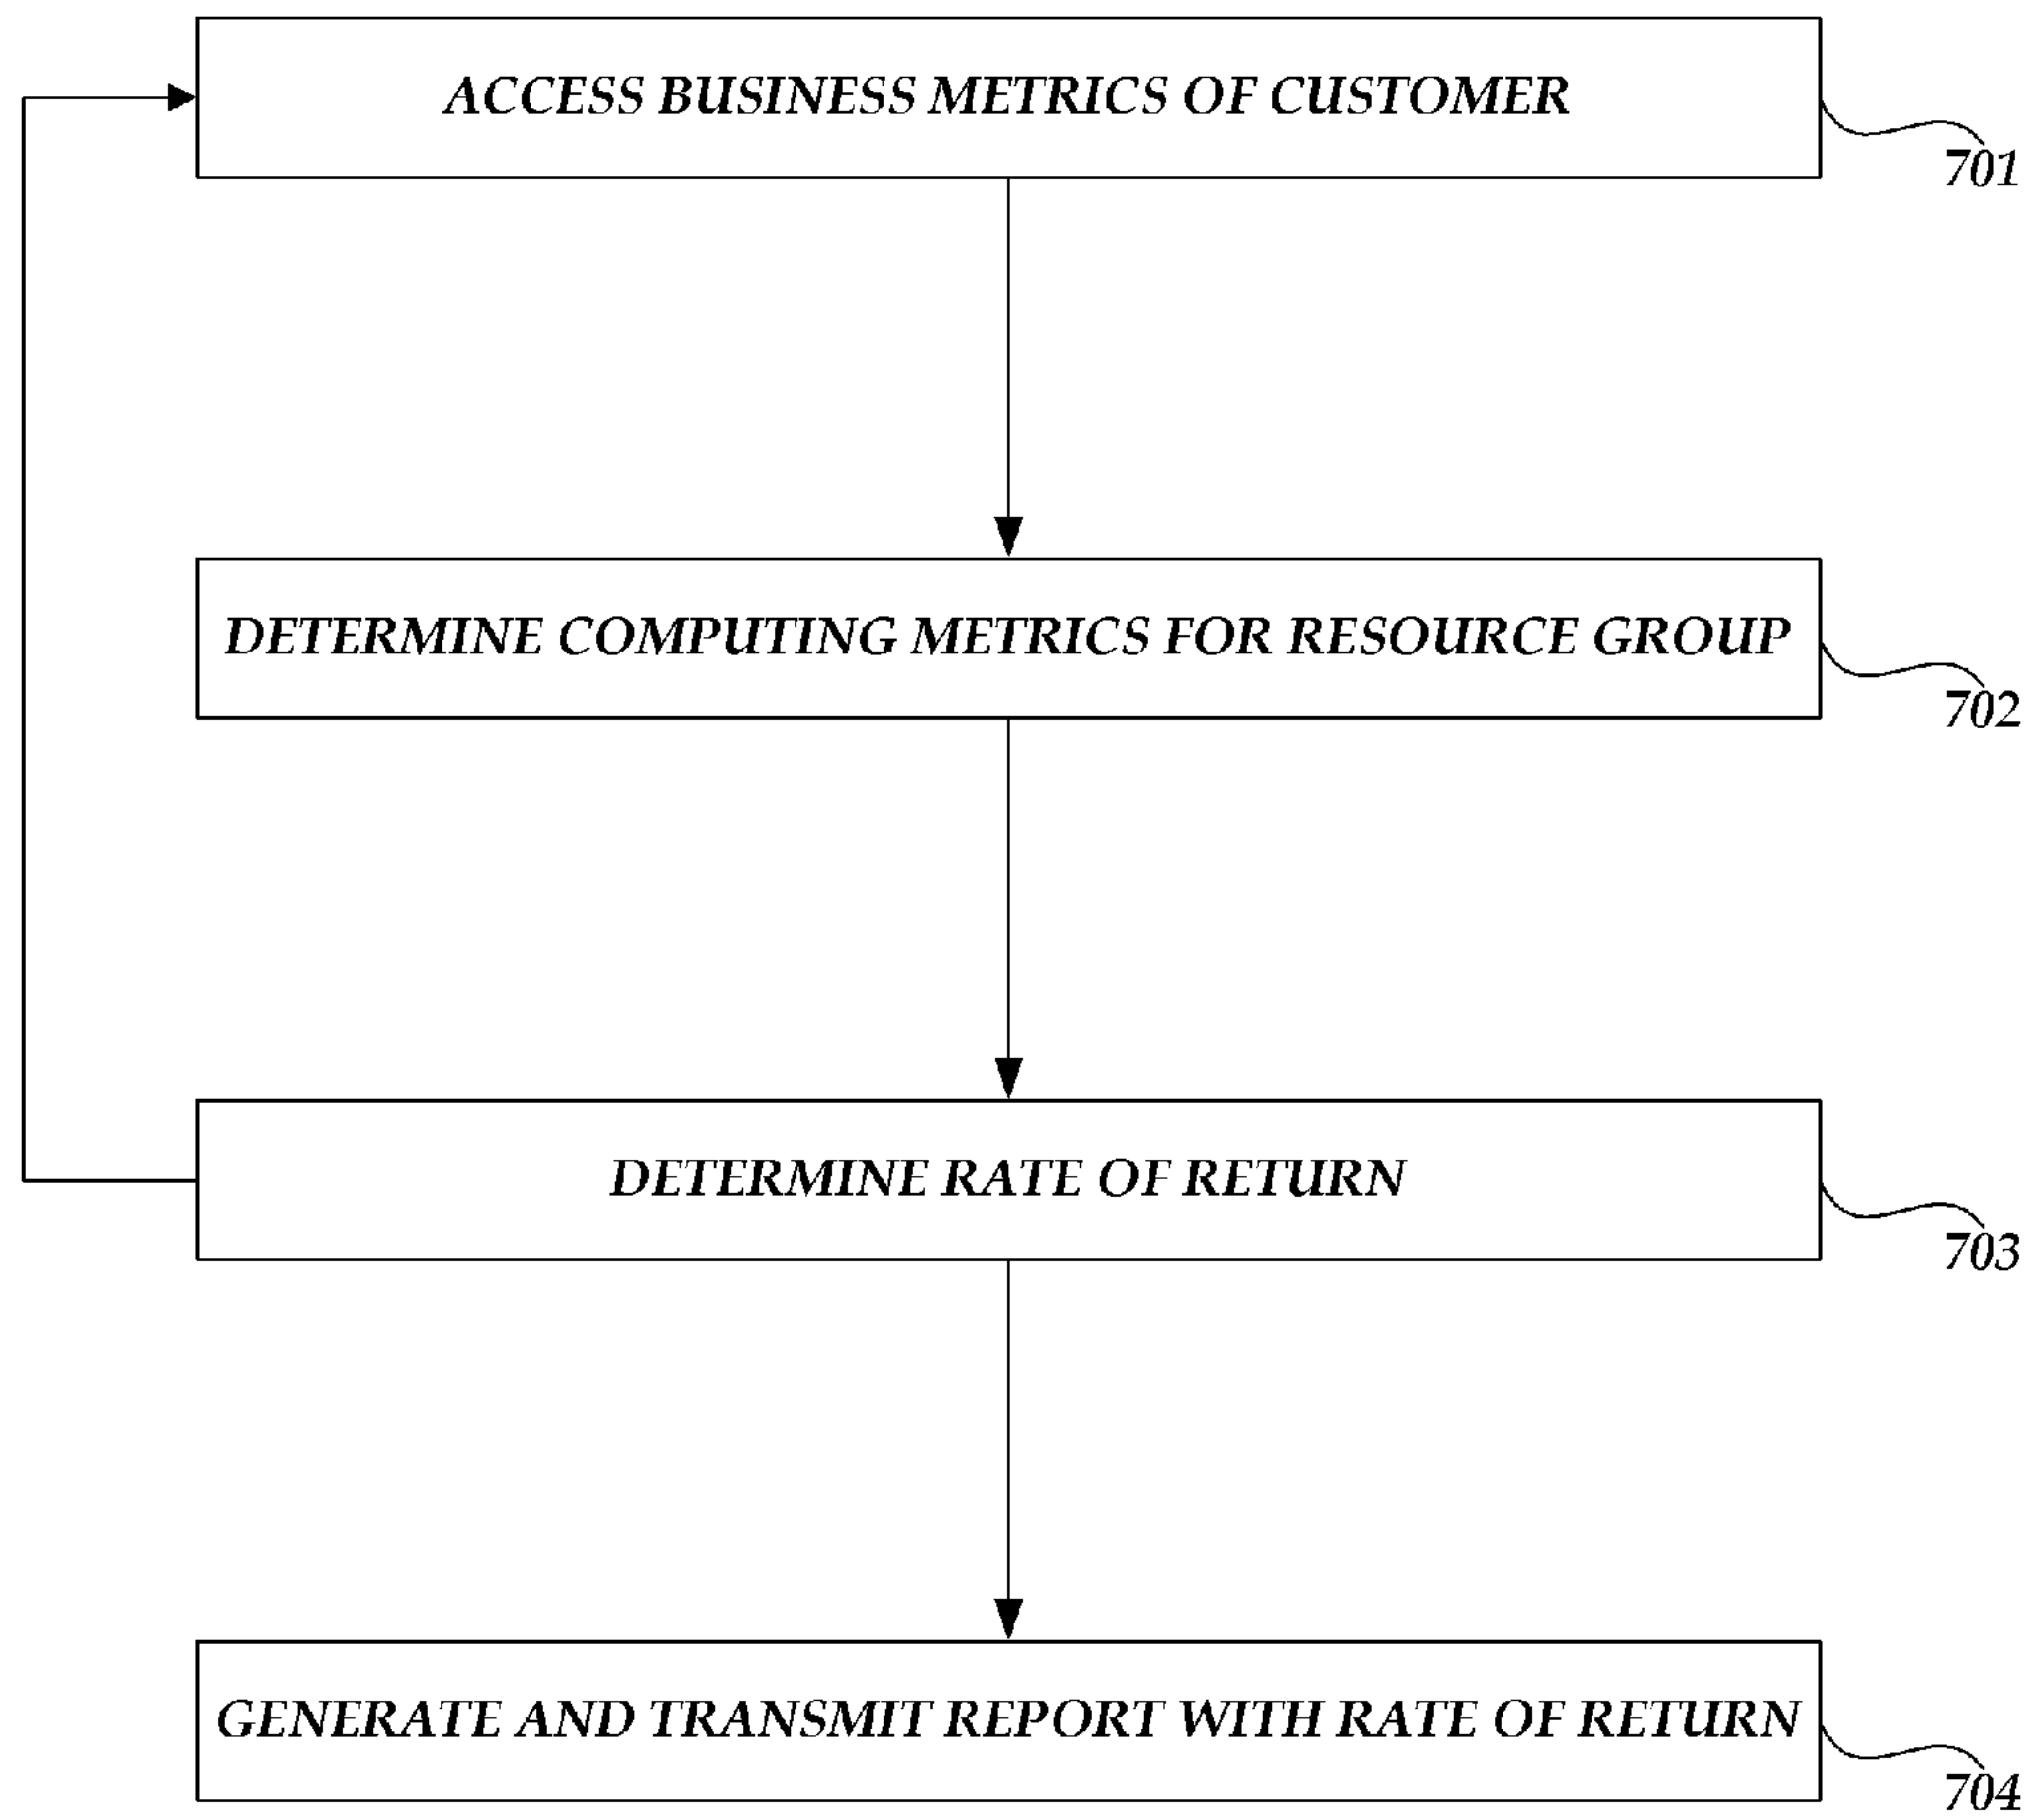 ACCESS BUSINESS METRICS OF CUSTOMER
701
DETERMINE COMPUTING METRICS FOR RESOURCE GROUP
702
DETERMINE RATE OF RETURN
703
GENERATE AND TRANSMIT REPORT WITH RATE OF RETURN
704